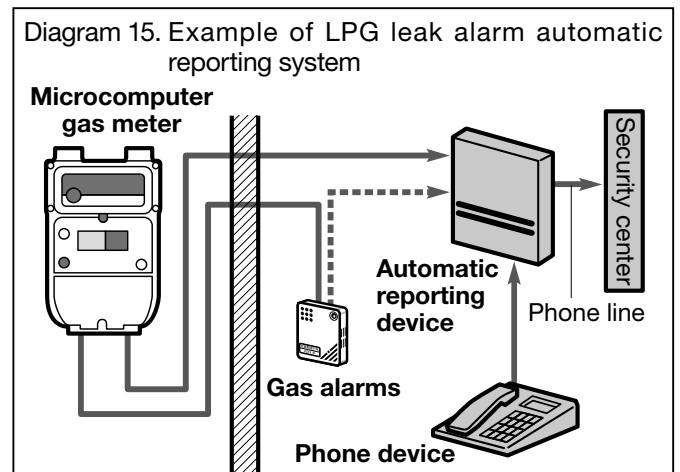 Diagram 15. Example of LPG leak alarm automatic
reporting system
Microcomputer
gas meter
Security center
Automatic
reporting
device
Phone line
Gas alarms
Phone device